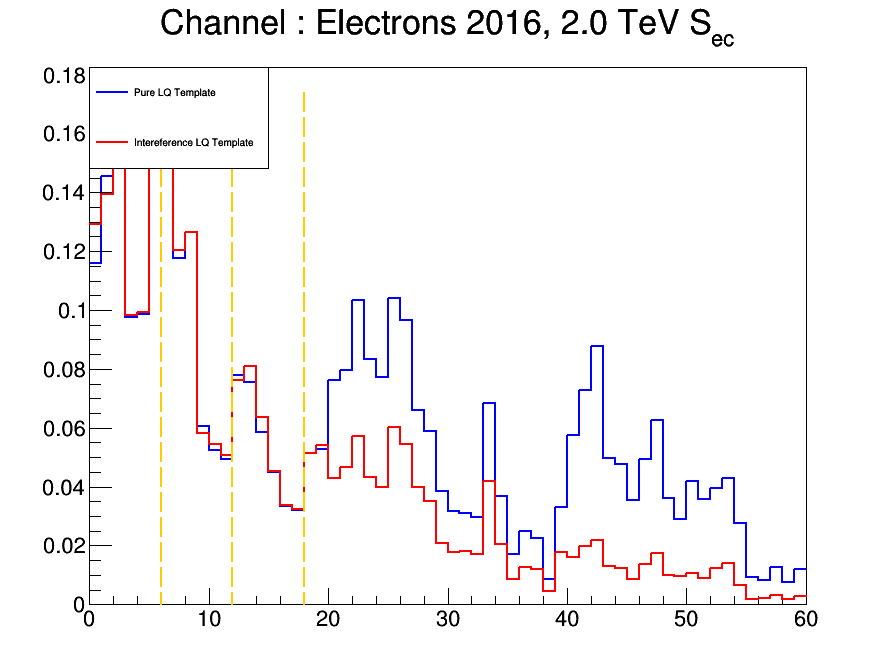 Channel : Electrons 2016, 2.0 TeV Sec
0.18
Pure LQ Template
0.16
Intereference LQ Template
0.14
0.12
0.1
0.08
0.06
0.04
0.02
0
0 10 20 30 40 50 60